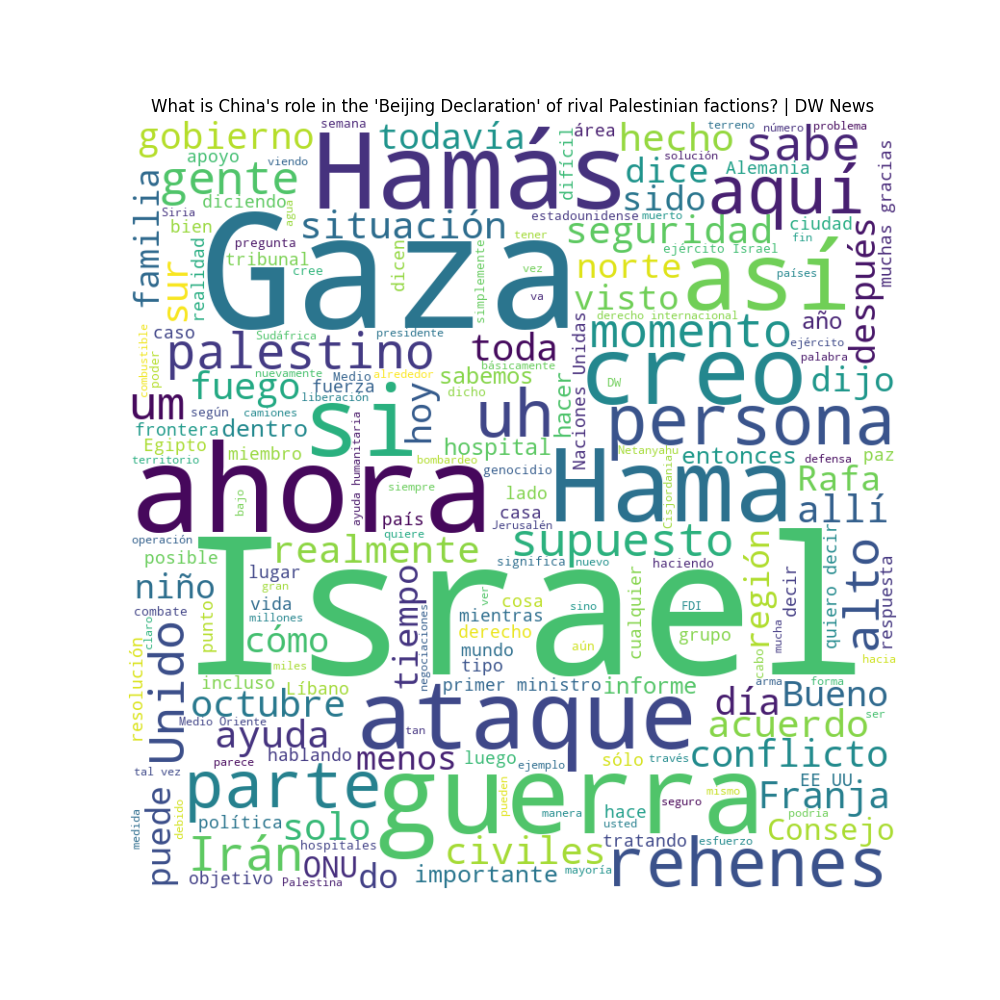 What is China's role in the 'Beijing Declaration' of rival Palestinian factions? | DW News
gobierno
semana
todavía
difícil
área
hecho
terreno
número
problema
sabe
apoyo
viendo
Hamás
solución
dice
Alemania
aquí
gracias
gente
familia
diciendo
Siria
bien
agua
situación
sido
estadounidense
muerto
seguridad
ciudad
fin
muchas gracias
después
realidad
pregunta
tribunal
cree
Gaza
dicen
simplemente
tener
vez
va
ejército Israel
norte
visto
países
así
sur
derecho internacional
combustible
poder
caso
Sudáfrica
presidente
palestino
toda
básicamente
Naciones Unidas
momento
año
ejército
palabra
nuevamente
Medio
alrededor
sabemos
fuego
fuerza
liberación
dicho
hacer
DW
creo
dijo
um
según
camiones
si
hoy
uh
persona
frontera
dentro
Egipto
miembro
hospital
Netanyahu
entonces
defensa
paz
territorio
ayuda humanitaria
bombardeo
genocidio
Cisjordania
Rafa
bajo
ahora
siempre
lado
Hama
allí
país
casa
Jerusalén
operación
quiere
posible
realmente
supuesto
región
quiero decir
alto
respuesta
niño
lugar
gran
significa
nuevo
haciendo
decir
combate
vida
millones
Israel
tiempo
negociaciones
ver
cosa
sino
cualquier
FDI
mucha
claro
punto
cómo
mientras
derecho
aún
grupo
cabo
hacia
Unido
miles
mundo
tipo
resolución
incluso
Líbano
primer ministro
informe
arma
forma
octubre
día
Bueno
ser
Medio Oriente
ataque
tan
acuerdo
ayuda
parece
hablando
menos
luego
ejemplo
sólo
través
conflicto
tal vez
puede
medida
debido
parte
guerra
pueden
seguro
mismo
EE UU
Franja
podría
política
solo
manera
hace
usted
Consejo
Irán
hospitales
ONU
civiles
tratando
esfuerzo
objetivo
Palestina
do
importante
mayoría
rehenes